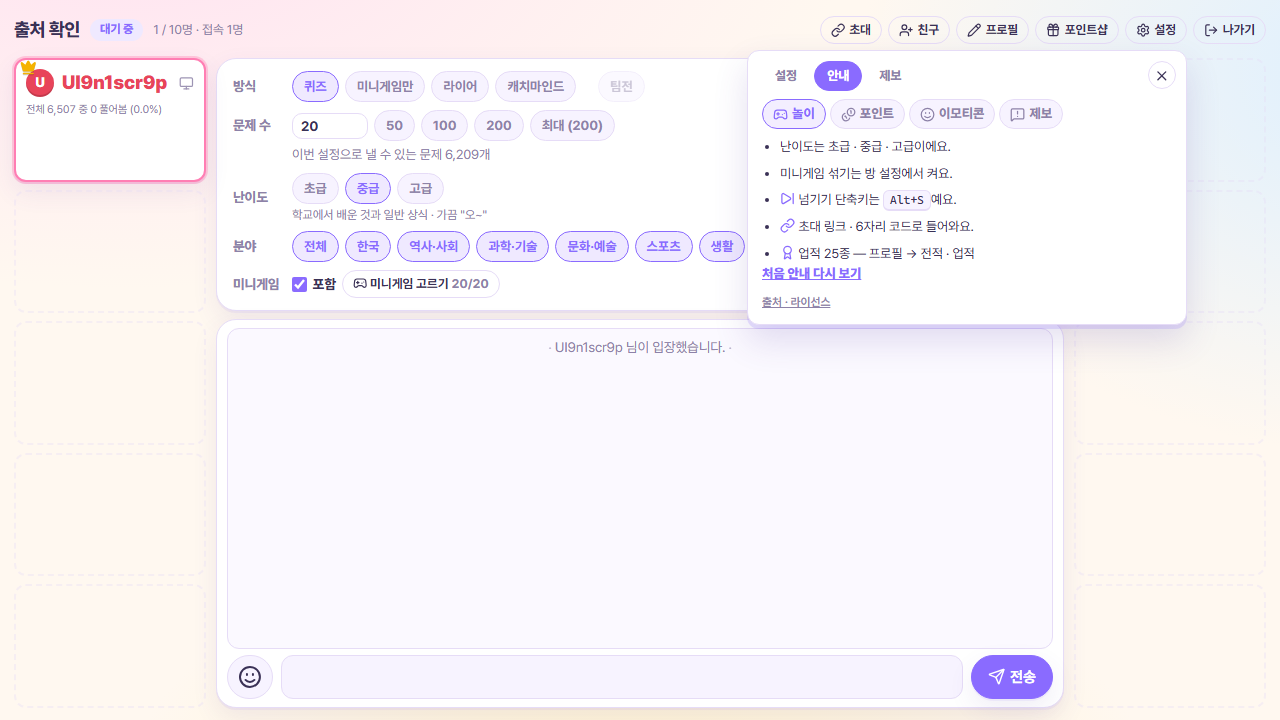 출처 확인 대기 중 1 / 10명 · 접속 1명
초대 친구 프로필 포인트샵 설정 나가기
U UI9n1scr9p
전체 6,507 중 0 풀어봄 (0.0%)
방식 퀴즈 미니게임만 라이어 캐치마인드 팀전
문제 수 20 50 100 200 최대 (200)
이번 설정으로 낼 수 있는 문제 6,209개
난이도 초급 중급 고급
학교에서 배운 것과 일반 상식 · 가끔 "오~"
분야 전체 한국 역사·사회 과학·기술 문화·예술 스포츠 생활
미니게임 포함 미니게임 고르기 20/20
설정 안내 제보
놀이 포인트 이모티콘 제보
• 난이도는 초급 · 중급 · 고급이에요.
• 미니게임 섞기는 방 설정에서 켜요.
• 넘기기 단축키는 Alt+S예요.
• 초대 링크 · 6자리 코드로 들어와요.
• 업적 25종 — 프로필 → 전적 · 업적
처음 안내 다시 보기
출처 · 라이선스
· UI9n1scr9p 님이 입장했습니다. ·
전송